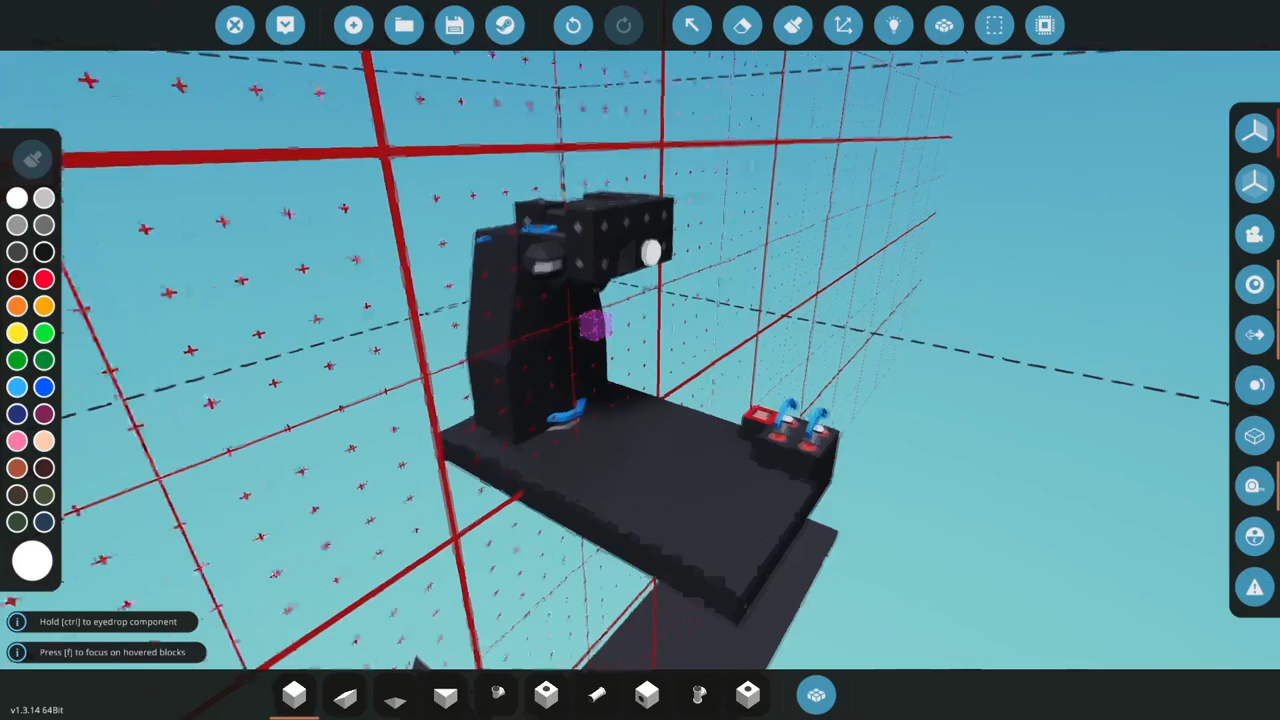 Hold [ctrl] to eyedrop component
Press [f] to focus on hovered blocks
v1.3.14 64Bit